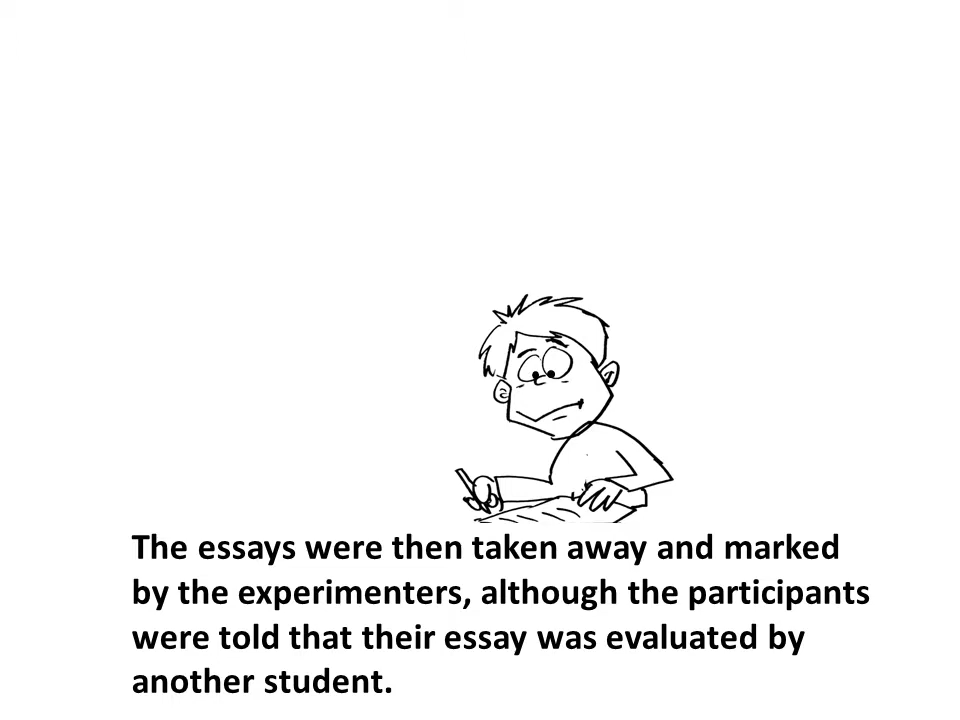 The essays were then taken away and marked
by the experimenters, although the participants
were told that their essay was evaluated by
another student.